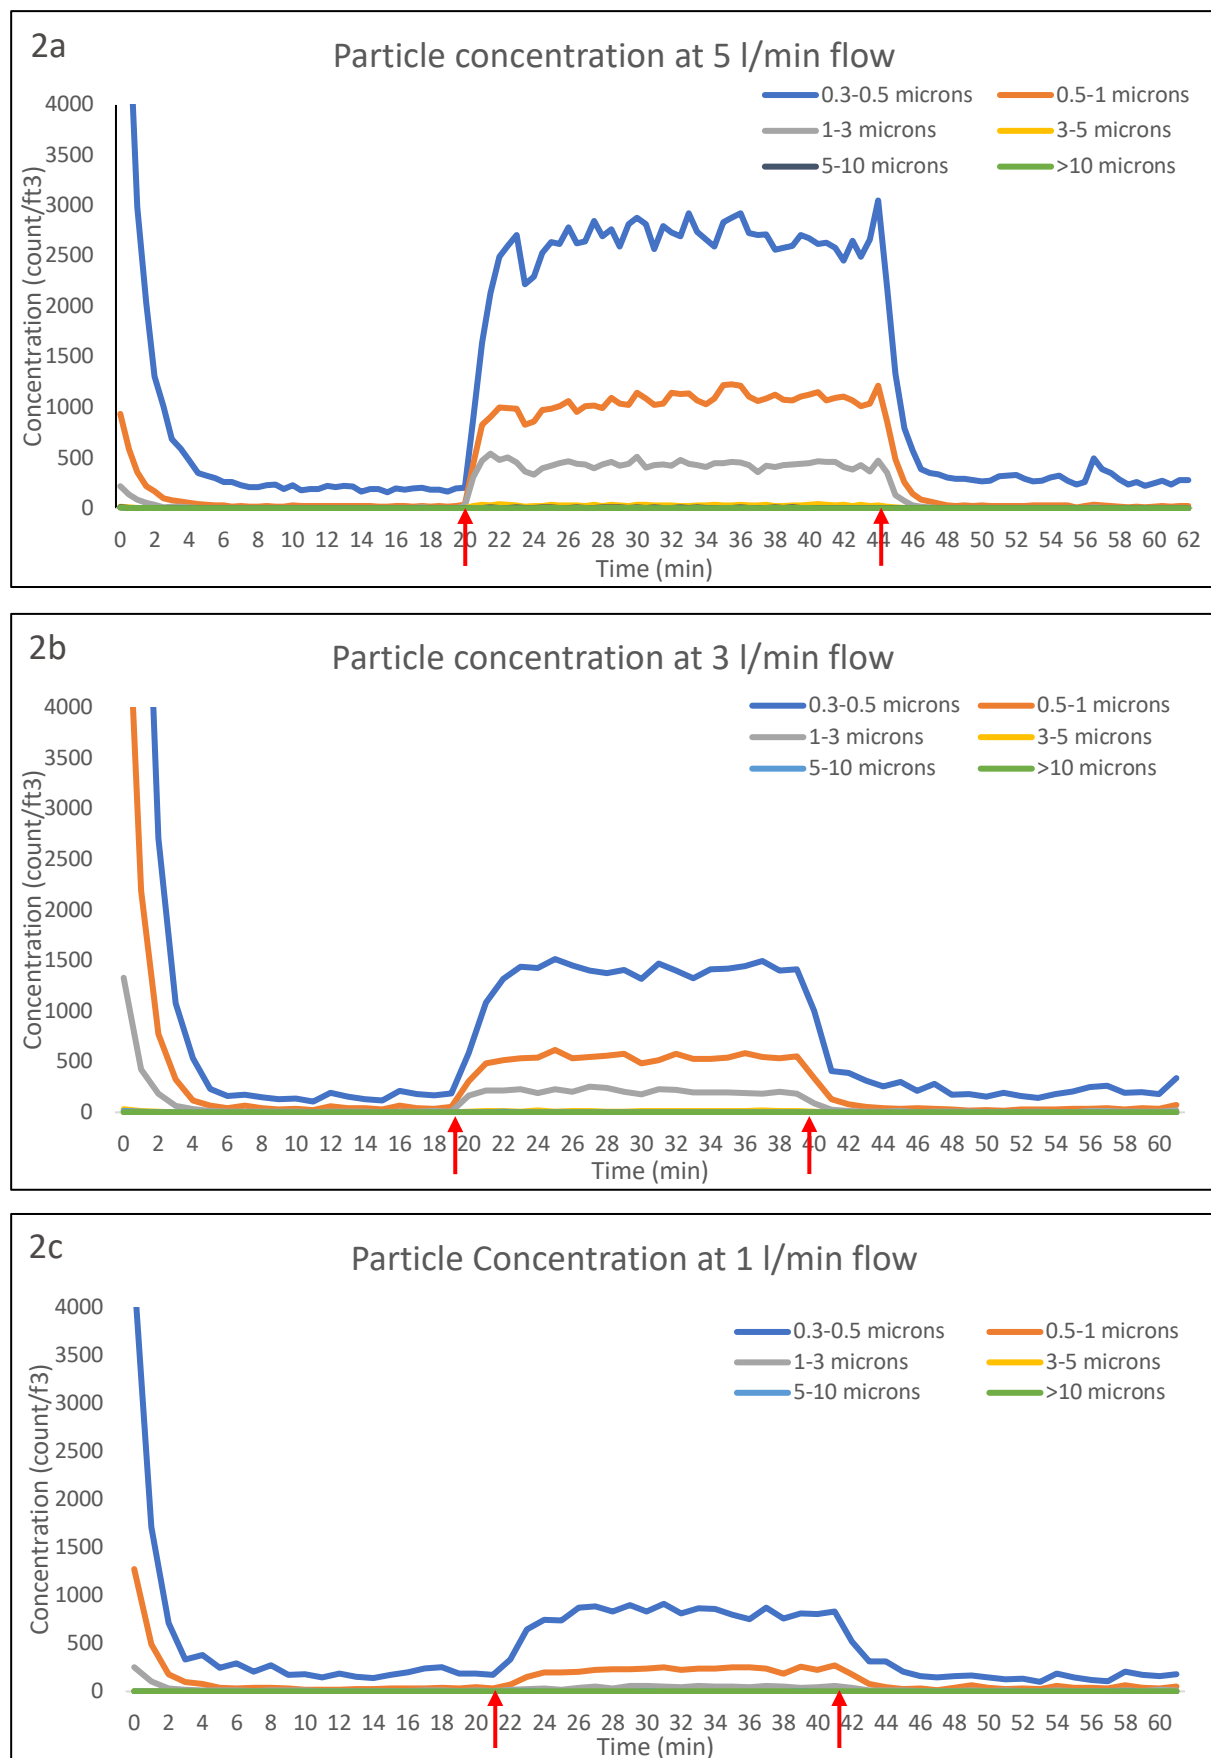 2a
Particle concentration at 5 l/min flow
0.3-0.5 microns 0.5-1 microns
1-3 microns 3-5 microns
5-10 microns >10 microns
Concentration (count/ft3)
4000
3500
3000
2500
2000
1500
1000
500
0
0 2 4 6 8 10 12 14 16 18 20 22 24 26 28 30 32 34 36 38 40 42 44 46 48 50 52 54 56 58 60 62
Time (min)
2b
Particle concentration at 3 l/min flow
0.3-0.5 microns 0.5-1 microns
1-3 microns 3-5 microns
5-10 microns >10 microns
Concentration (count/ft3)
4000
3500
3000
2500
2000
1500
1000
500
0
0 2 4 6 8 10 12 14 16 18 20 22 24 26 28 30 32 34 36 38 40 42 44 46 48 50 52 54 56 58 60
Time (min)
2c
Particle Concentration at 1 l/min flow
0.3-0.5 microns 0.5-1 microns
1-3 microns 3-5 microns
5-10 microns >10 microns
Concentration (count/f3)
4000
3500
3000
2500
2000
1500
1000
500
0
0 2 4 6 8 10 12 14 16 18 20 22 24 26 28 30 32 34 36 38 40 42 44 46 48 50 52 54 56 58 60
Time (min)